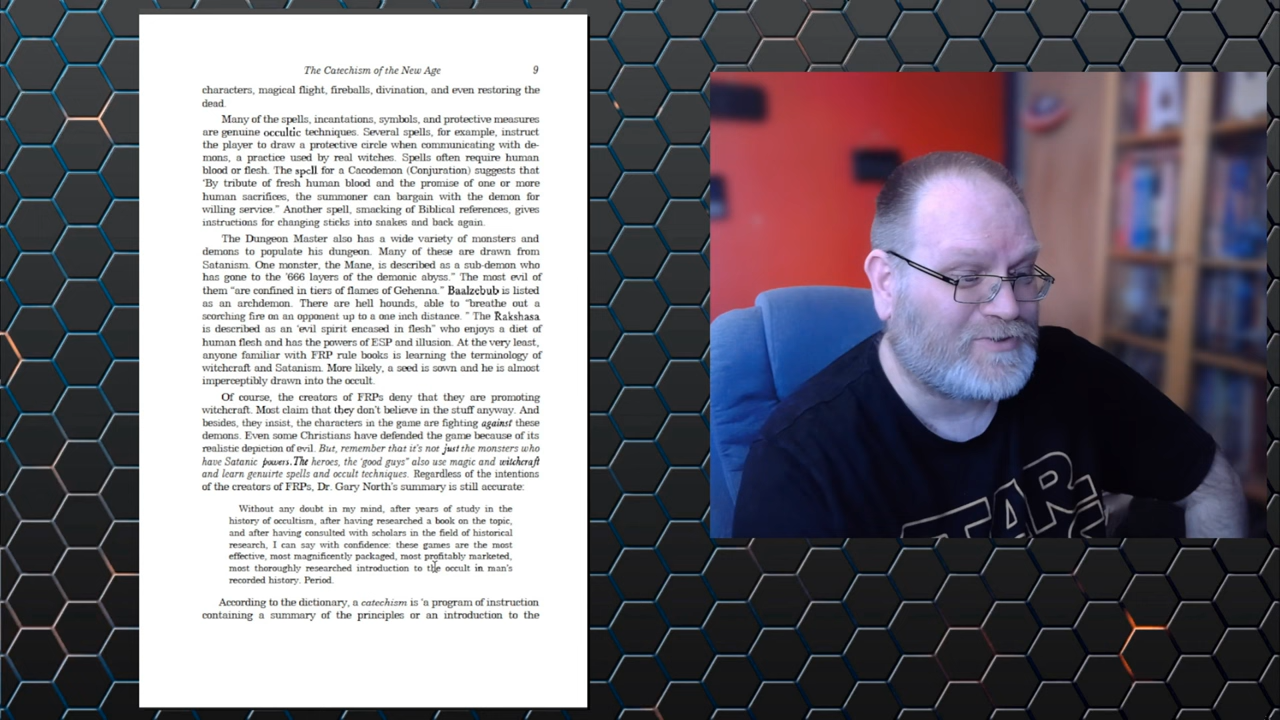 The Catechism of the New Age 9
characters, magical flight, fireballs, divination, and even restoring the
dead.
Many of the spells, incantations, symbols, and protective measures
are genuine occultic techniques. Several spells, for example, instruct
the player to draw a protective circle when communicating with de-
mons, a practice used by real witches. Spells often require human
blood or flesh. The spell for a Cacodemon (Conjuration) suggests that
'By tribute of fresh human blood and the promise of one or more
human sacrifices, the summoner can bargain with the demon for
willing service." Another spell, smacking of Biblical references, gives
instructions for changing sticks into snakes and back again.
The Dungeon Master also has a wide variety of monsters and
demons to populate his dungeon. Many of these are drawn from
Satanism. One monster, the Mane, is described as a sub-demon who
has gone to the '666 layers of the demonic abyss." The most evil of
them "are confined in tiers of flames of Gehenna." Baalzebub is listed
as an archdemon. There are hell hounds, able to "breathe out a
scorching fire on an opponent up to a one inch distance. " The Rakshasa
is described as an 'evil spirit encased in flesh" who enjoys a diet of
human flesh and has the powers of ESP and illusion. At the very least,
anyone familiar with FRP rule books is learning the terminology of
witchcraft and Satanism. More likely, a seed is sown and he is almost
imperceptibly drawn into the occult.
Of course, the creators of FRPs deny that they are promoting
witchcraft. Most claim that they don't believe in the stuff anyway. And
besides, they insist, the characters in the game are fighting against these
demons. Even some Christians have defended the game because of its
realistic depiction of evil. But, remember that it's not just the monsters who
have Satanic powers. The heroes, the 'good guys" also use magic and witchcraft
and learn genuirte spells and occult techniques. Regardless of the intentions
of the creators of FRPs, Dr. Gary North's summary is still accurate:
Without any doubt in my mind, after years of study in the
history of occultism, after having researched a book on the topic,
and after having consulted with scholars in the field of historical
research, I can say with confidence: these games are the most
effective, most magnificently packaged, most profitably marketed,
most thoroughly researched introduction to the occult in man's
recorded history. Period.
According to the dictionary, a catechism is 'a program of instruction
containing a summary of the principles or an introduction to the
STAR